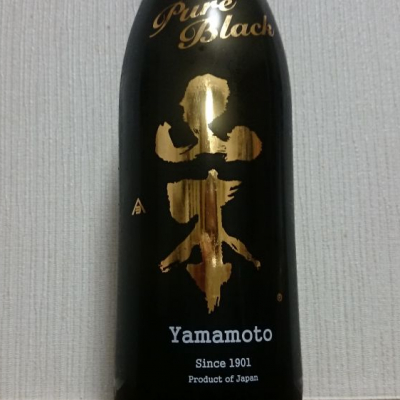 Pure
Black
山本
Yamamoto
Since 1901
Product of Japan